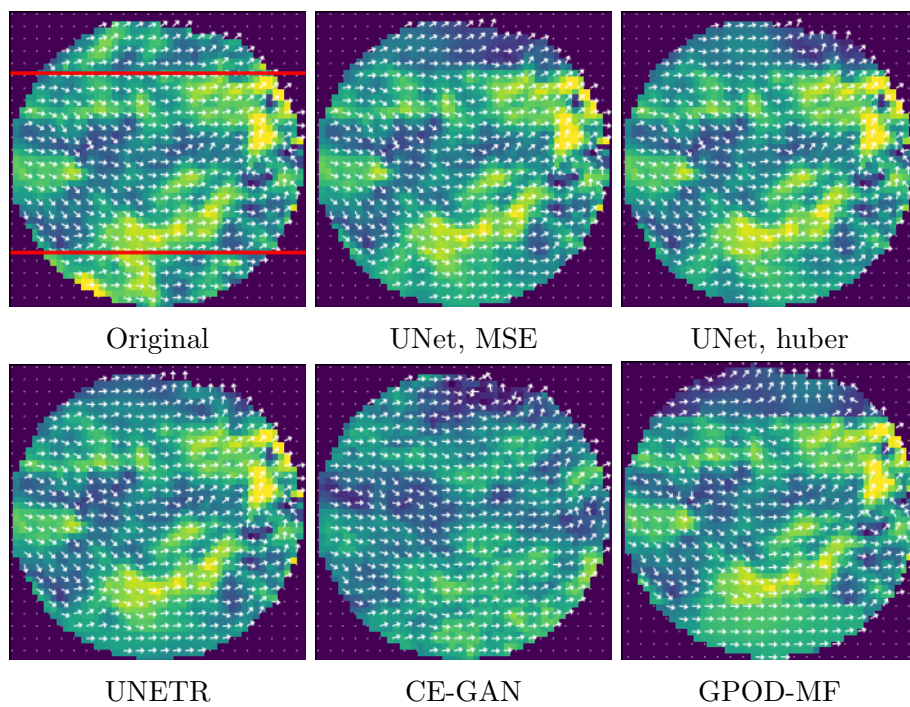 Original
UNet, MSE
UNet, huber
UNETR
CE-GAN
GPOD-MF